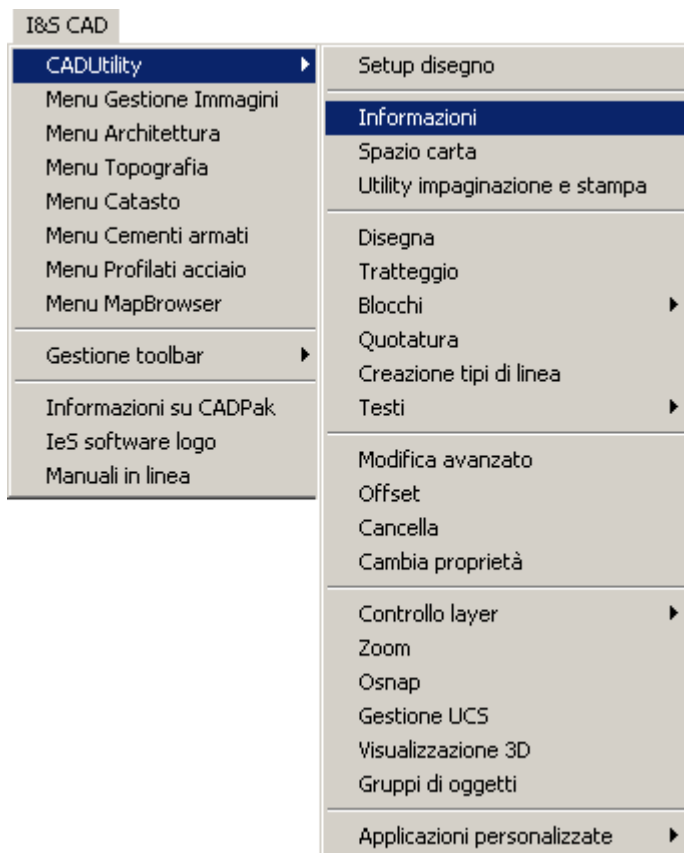 I&S CAD
CADUtility
Menu Gestione Immagini
Menu Architettura
Menu Topografia
Menu Catasto
Menu Cementi armati
Menu Profilati acciaio
Menu MapBrowser
Gestione toolbar
Informazioni su CADPak
IeS software logo
Manuali in linea
Setup disegno
Informazioni
Spazio carta
Utility impaginazione e stampa
Disegna
Tratteggio
Blocchi
Quotatura
Creazione tipi di linea
Testi
Modifica avanzato
Offset
Cancella
Cambia proprietà
Controllo layer
Zoom
Osnap
Gestione UCS
Visualizzazione 3D
Gruppi di oggetti
Applicazioni personalizzate